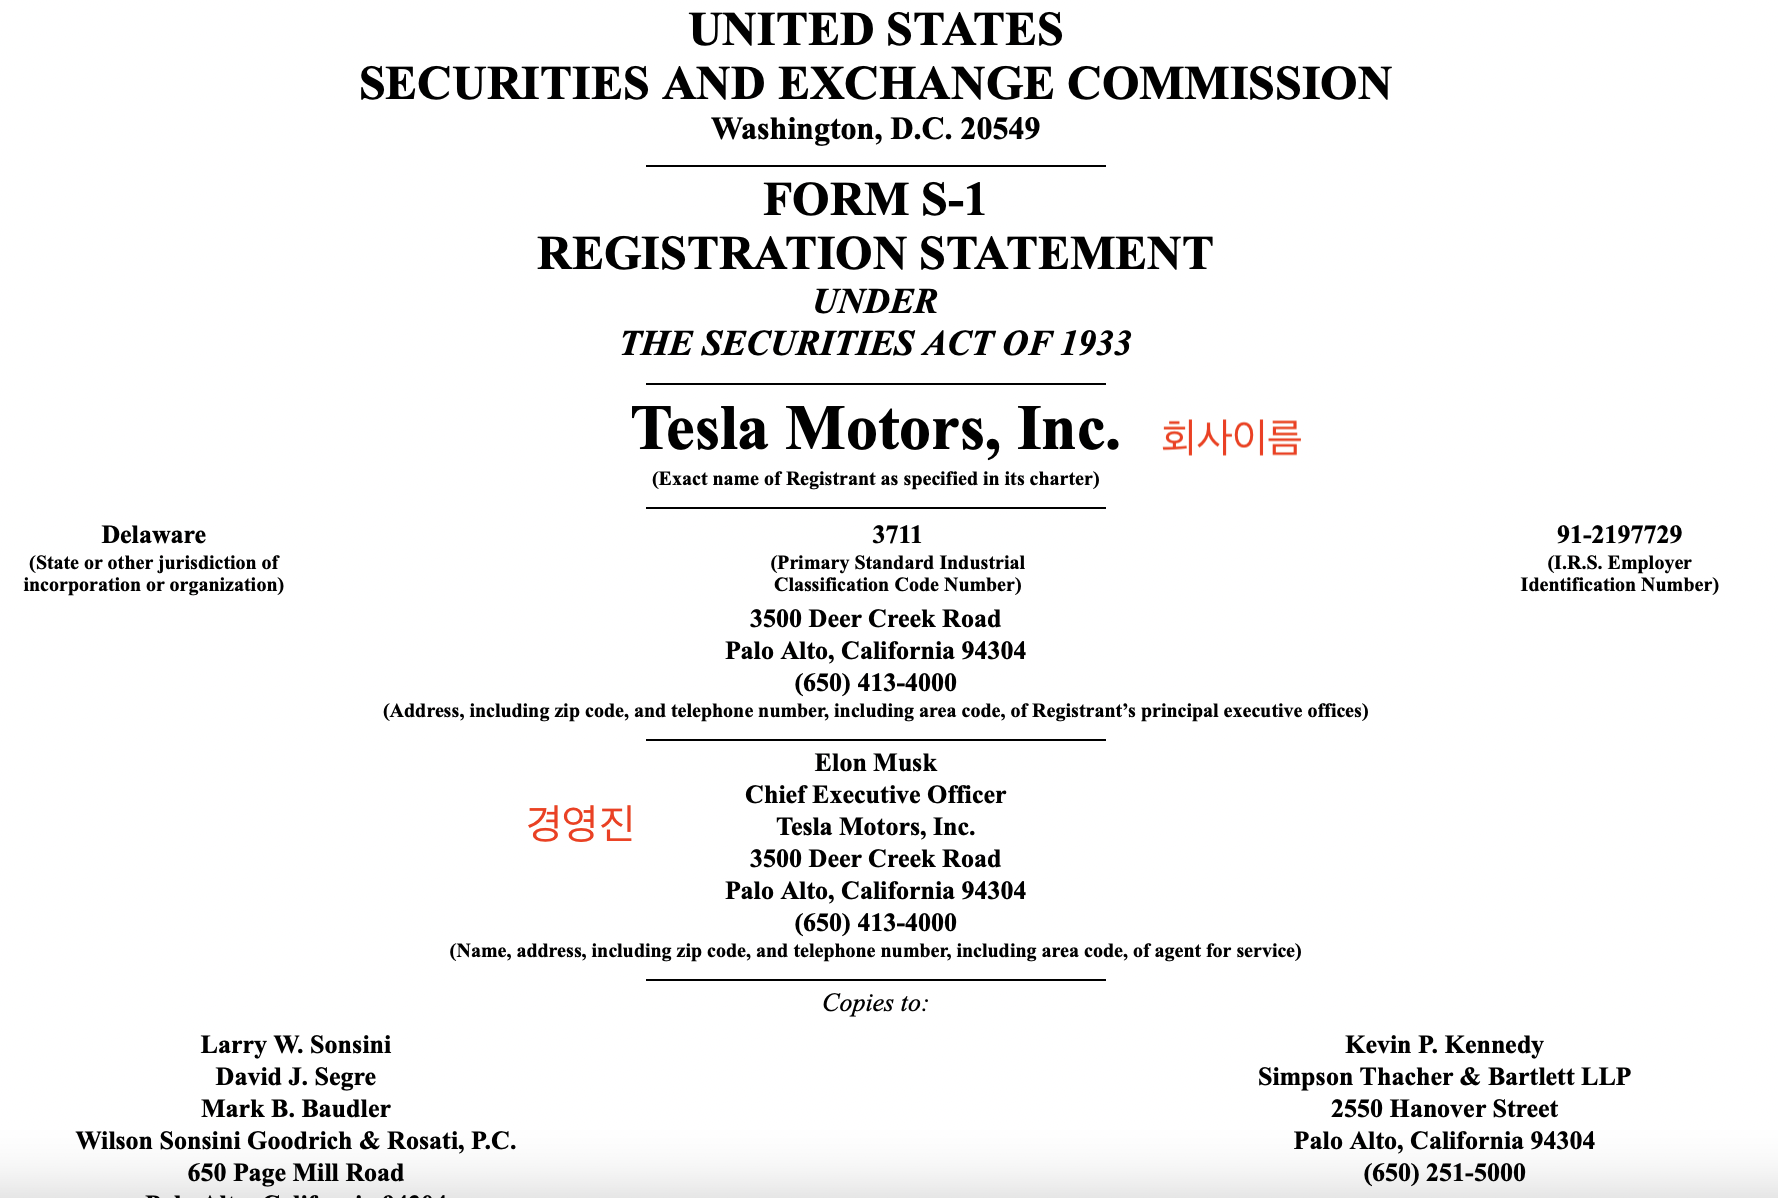 UNITED STATES
SECURITIES AND EXCHANGE COMMISSION
Washington, D.C. 20549
FORM S-1
REGISTRATION STATEMENT
UNDER
THE SECURITIES ACT OF 1933
Tesla Motors, Inc. 회사이름
(Exact name of Registrant as specified in its charter)
Delaware 3711 91-2197729
(State or other jurisdiction of (Primary Standard Industrial (I.R.S. Employer
incorporation or organization) Classification Code Number) Identification Number)
3500 Deer Creek Road
Palo Alto, California 94304
(650) 413-4000
(Address, including zip code, and telephone number, including area code, of Registrant’s principal executive offices)
Elon Musk
Chief Executive Officer
경영진 Tesla Motors, Inc.
3500 Deer Creek Road
Palo Alto, California 94304
(650) 413-4000
(Name, address, including zip code, and telephone number, including area code, of agent for service)
Copies to:
Larry W. Sonsini Kevin P. Kennedy
David J. Segre Simpson Thacher & Bartlett LLP
Mark B. Baudler 2550 Hanover Street
Wilson Sonsini Goodrich & Rosati, P.C. Palo Alto, California 94304
650 Page Mill Road (650) 251-5000